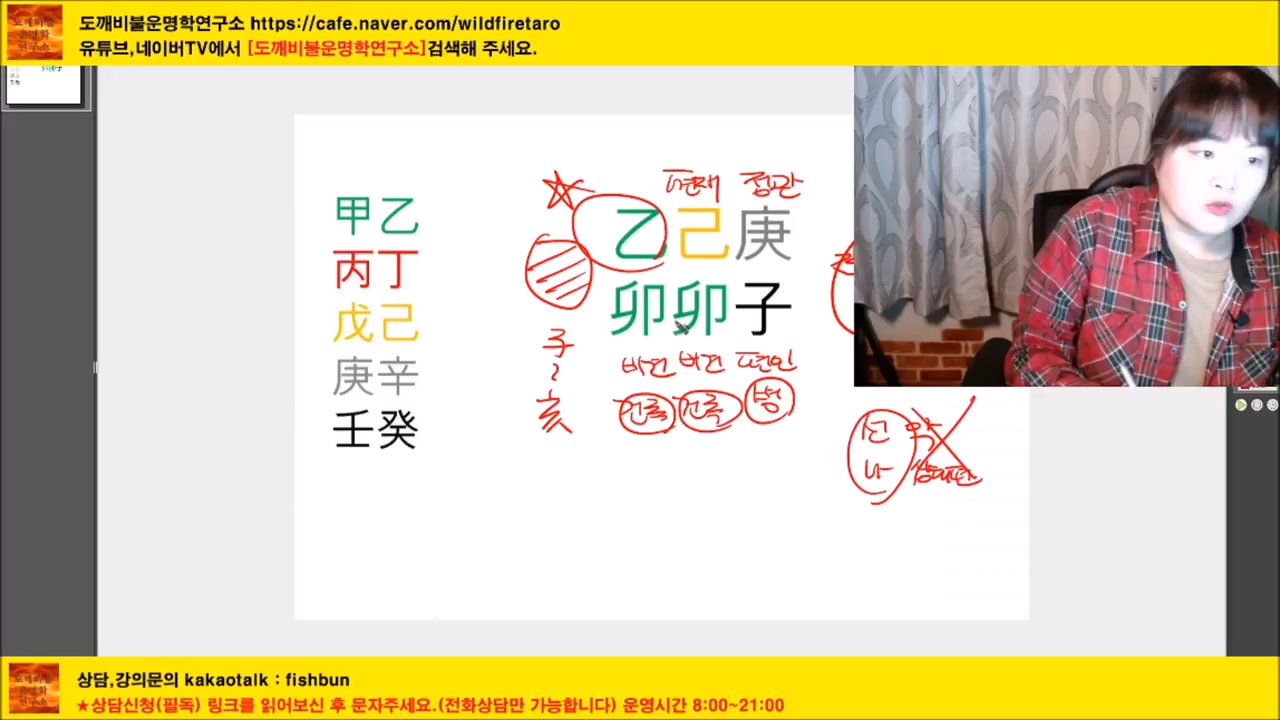 도깨비불운명학연구소 https://cafe.naver.com/wildfiretaro
유튜브,네이버TV에서 [도깨비불운명학연구소]검색해 주세요.
甲乙
丙丁
戊己
庚辛
壬癸
편재 정관
乙己庚
卯卯子
비견 비견 편인
건록 건록 병
子
~
亥
선 악
나 상대편
상담,강의문의 kakaotalk : fishbun
★상담신청(필독) 링크를 읽어보신 후 문자주세요.(전화상담만 가능합니다) 운영시간 8:00~21:00